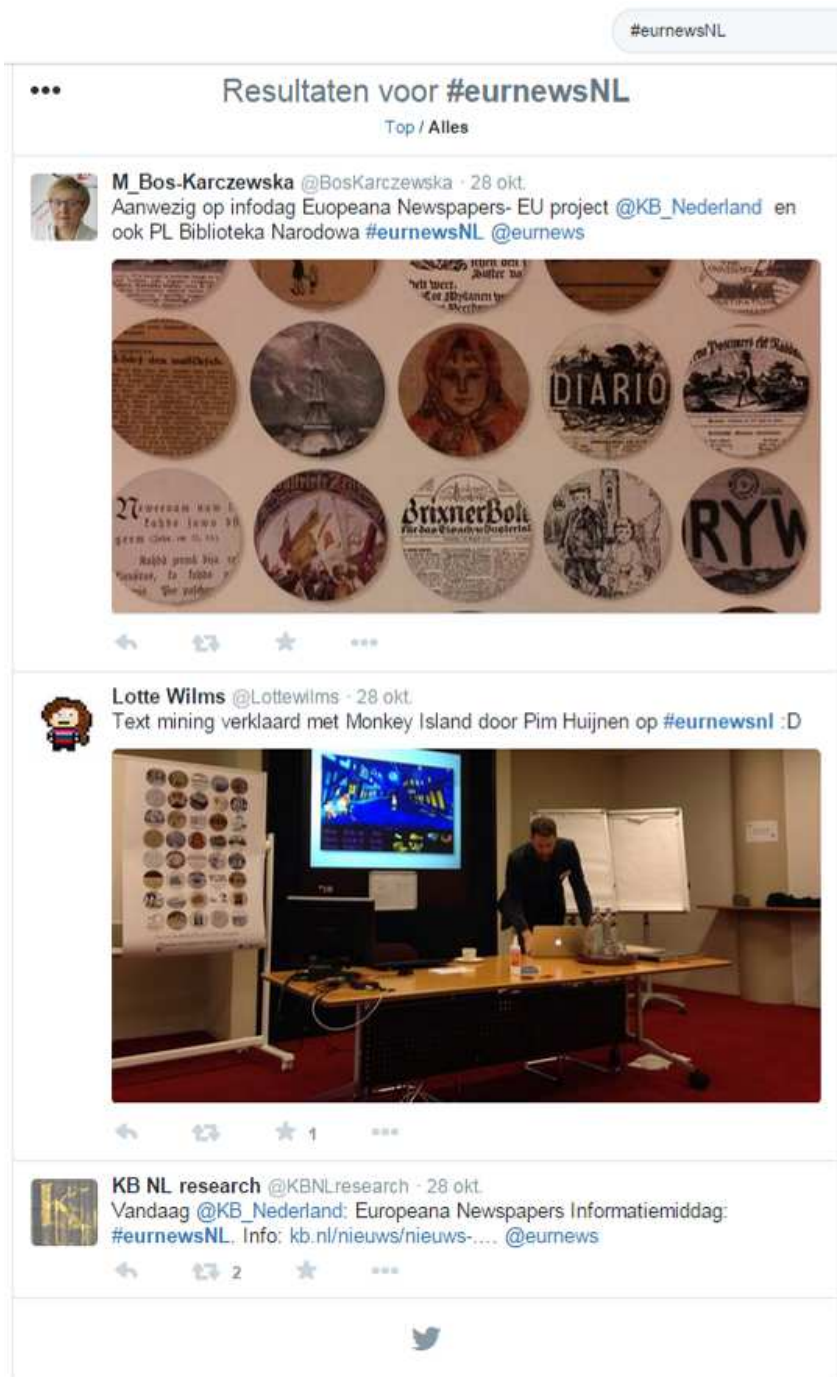 #eurnewsNL
Resultaten voor #eurnewsNL
Top / Alles
M_Bos-Karczewska @BosKarczewska · 28 okt.
Aanwezig op infodag Euopeana Newspapers- EU project @KB_Nederland en
ook PL Biblioteka Narodowa #eurnewsNL @eurnews
DIARIO
BrixnerBote
RYW
Lotte Wilms @Lottewilms · 28 okt.
Text mining verklaard met Monkey Island door Pim Huijnen op #eurnewsnl :D
1
KB NL research @KBNLresearch · 28 okt.
Vandaag @KB_Nederland: Europeana Newspapers Informatiemiddag:
#eurnewsNL. Info: kb.nl/nieuws/nieuws-.... @eurnews
2